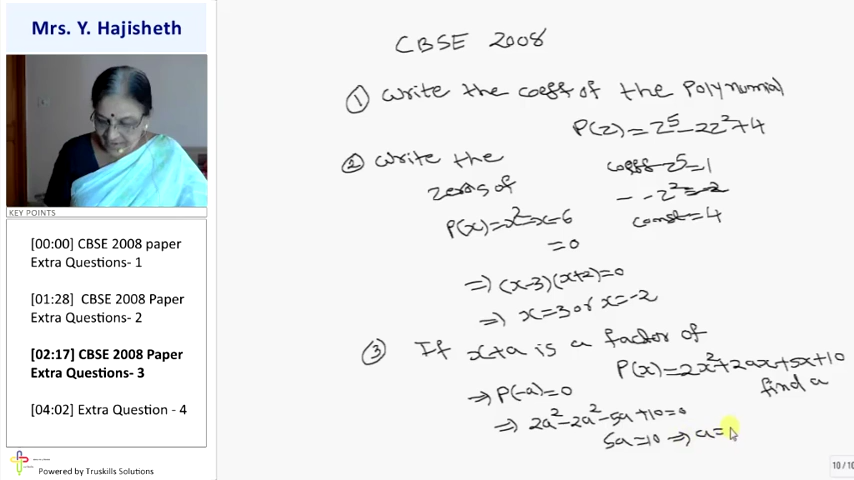 Mrs. Y. Hajisheth
KEY POINTS
[00:00] CBSE 2008 paper
Extra Questions- 1
[01:28] CBSE 2008 Paper
Extra Questions- 2
[02:17] CBSE 2008 Paper
Extra Questions- 3
[04:02] Extra Question - 4
Powered by Truskills Solutions
CBSE 2008
① Write the coeff of the Polynomial
P(z)=z⁵-2z²+4
coeff z⁵=1
- - z²=-2
const=4
② Write the
zeros of
P(x)=x²-x-6
=0
⇒(x-3)(x+2)=0
⇒ x=3 or x=-2
③ If x+a is a factor of
P(x)=2x²+2ax+5x+10
find a
⇒P(-a)=0
⇒ 2a²-2a²-5a+10=0
5a=10 ⇒ a=
10/10